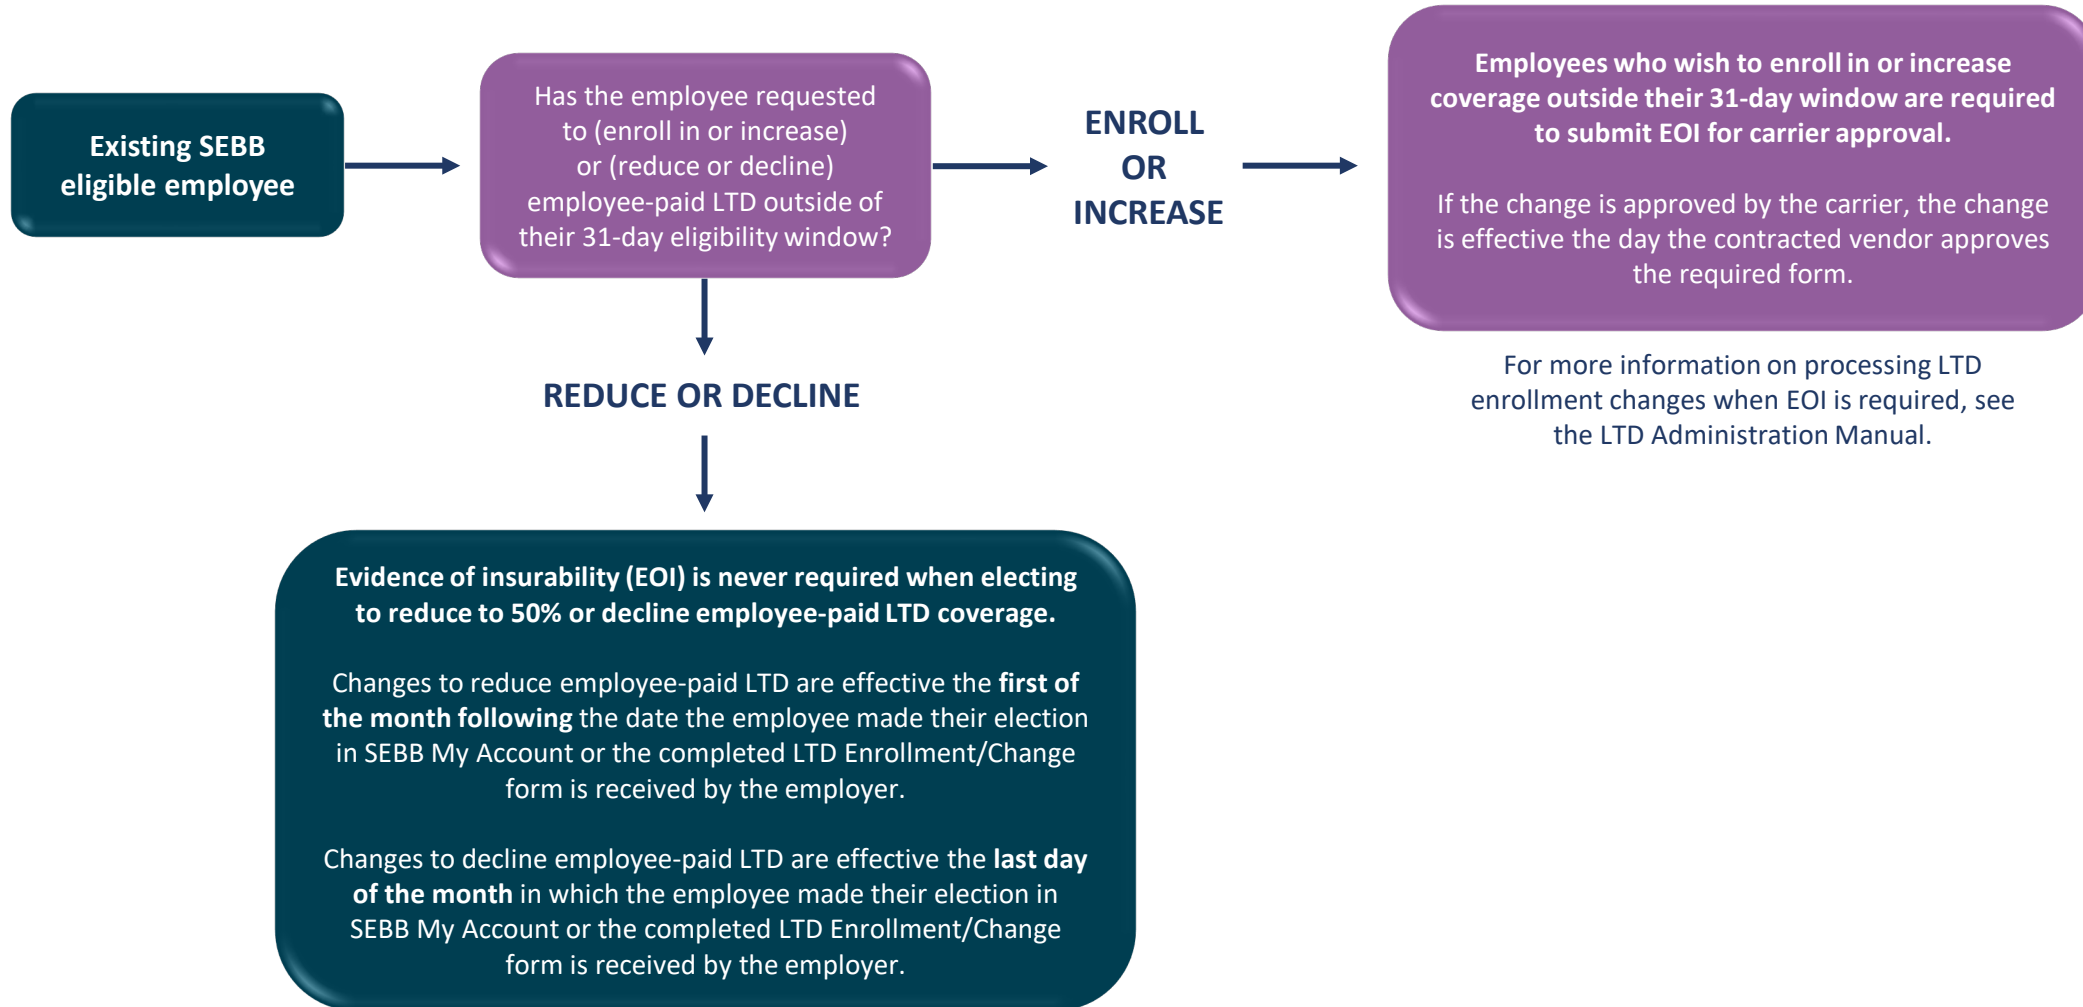 Existing SEBB
eligible employee
Has the employee requested
to (enroll in or increase)
or (reduce or decline)
employee-paid LTD outside of
their 31-day eligibility window?
ENROLL
OR
INCREASE
Employees who wish to enroll in or increase
coverage outside their 31-day window are required
to submit EOI for carrier approval.
If the change is approved by the carrier, the change
is effective the day the contracted vendor approves
the required form.
For more information on processing LTD
enrollment changes when EOI is required, see
the LTD Administration Manual.
REDUCE OR DECLINE
Evidence of insurability (EOI) is never required when electing
to reduce to 50% or decline employee-paid LTD coverage.
Changes to reduce employee-paid LTD are effective the first of
the month following the date the employee made their election
in SEBB My Account or the completed LTD Enrollment/Change
form is received by the employer.
Changes to decline employee-paid LTD are effective the last day
of the month in which the employee made their election in
SEBB My Account or the completed LTD Enrollment/Change
form is received by the employer.